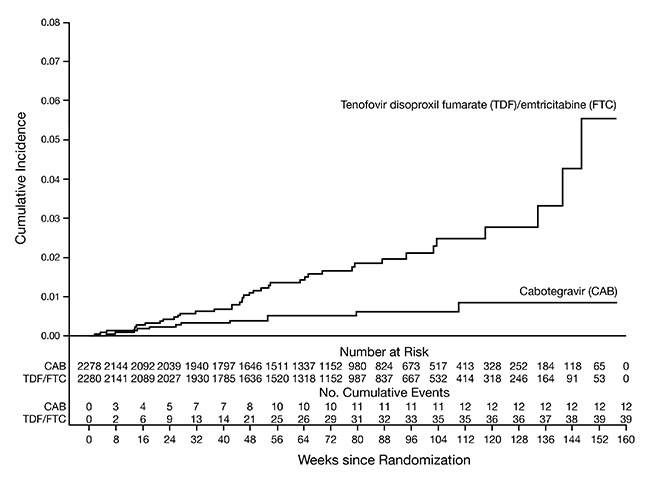 0.08
0.07
0.06
0.05
0.04
0.03
0.02
0.01
0.00
Cumulative Incidence
Tenofovir disoproxil fumarate (TDF)/emtricitabine (FTC)
Cabotegravir (CAB)
Number at Risk
CAB 2278 2144 2092 2039 1940 1797 1646 1511 1337 1152 980 824 673 517 413 328 252 184 118 65 0
TDF/FTC 2280 2141 2089 2027 1930 1785 1636 1520 1318 1152 987 837 667 532 414 318 246 164 91 53 0
No. Cumulative Events
CAB 0 3 4 5 7 7 8 10 10 10 11 11 11 11 12 12 12 12 12 12 12
TDF/FTC 0 2 6 9 13 14 21 25 26 29 31 32 33 35 35 36 36 37 38 39 39
0 8 16 24 32 40 48 56 64 72 80 88 96 104 112 120 128 136 144 152 160
Weeks since Randomization